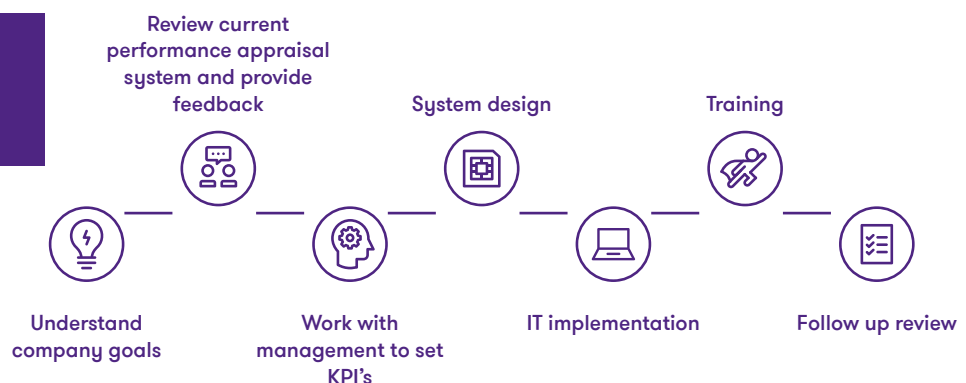 Review current
performance appraisal
system and provide
feedback
System design
Training
Understand
company goals
Work with
management to set
KPI's
IT implementation
Follow up review